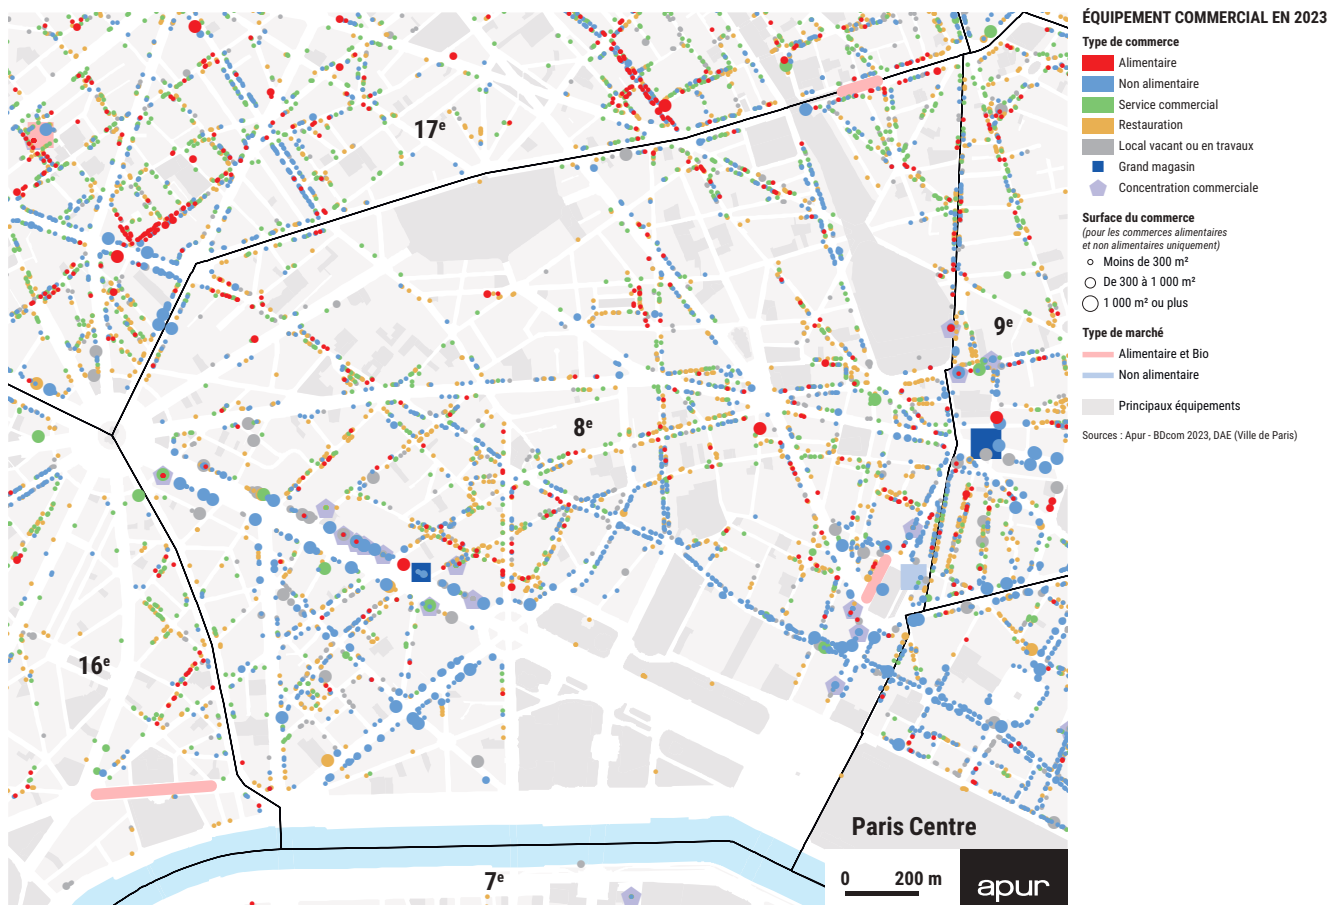 ÉQUIPEMENT COMMERCIAL EN 2023
Type de commerce
Alimentaire
Non alimentaire
Service commercial
Restauration
Local vacant ou en travaux
Grand magasin
Concentration commerciale
Surface du commerce
(pour les commerces alimentaires
et non alimentaires uniquement)
Moins de 300 m²
De 300 à 1 000 m²
1 000 m² ou plus
Type de marché
Alimentaire et Bio
Non alimentaire
Principaux équipements
Sources : Apur - BDcom 2023, DAE (Ville de Paris)
17ᵉ
9ᵉ
8ᵉ
16ᵉ
Paris Centre
7ᵉ
0 200 m
apur